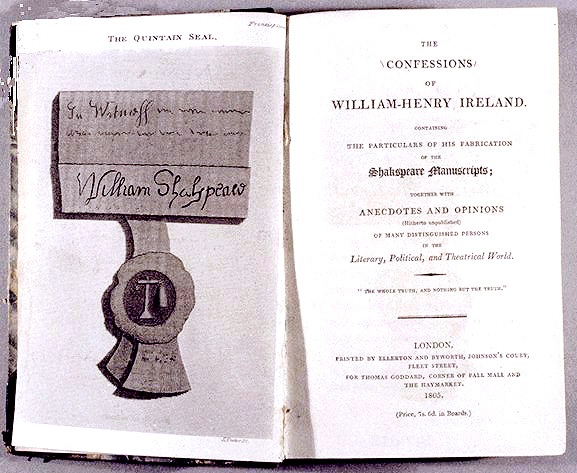 THE QUINTAIN SEAL.
In Witness
William Shakspeare
THE
CONFESSIONS
OF
WILLIAM-HENRY IRELAND.
CONTAINING
THE PARTICULARS OF HIS FABRICATION
OF THE
Shakspeare Manuscripts;
TOGETHER WITH
ANECDOTES AND OPINIONS
(Hitherto unpublished)
OF MANY DISTINGUISHED PERSONS
IN THE
Literary, Political, and Theatrical World.
"THE WHOLE TRUTH, AND NOTHING BUT THE TRUTH."
LONDON,
PRINTED BY ELLERTON AND BYWORTH, JOHNSON'S COURT,
FLEET STREET,
FOR THOMAS GODDARD, CORNER OF PALL MALL AND
THE HAYMARKET.
1805.
(Price, 7s. 6d. in Boards.)